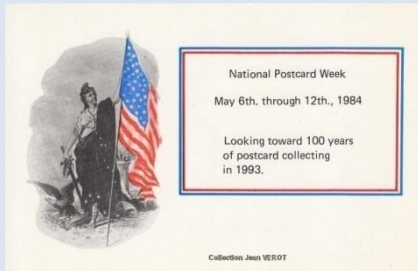 National Postcard Week
May 6th. through 12th., 1984
Looking toward 100 years
of postcard collecting
in 1993.
Collection Jean VEROT